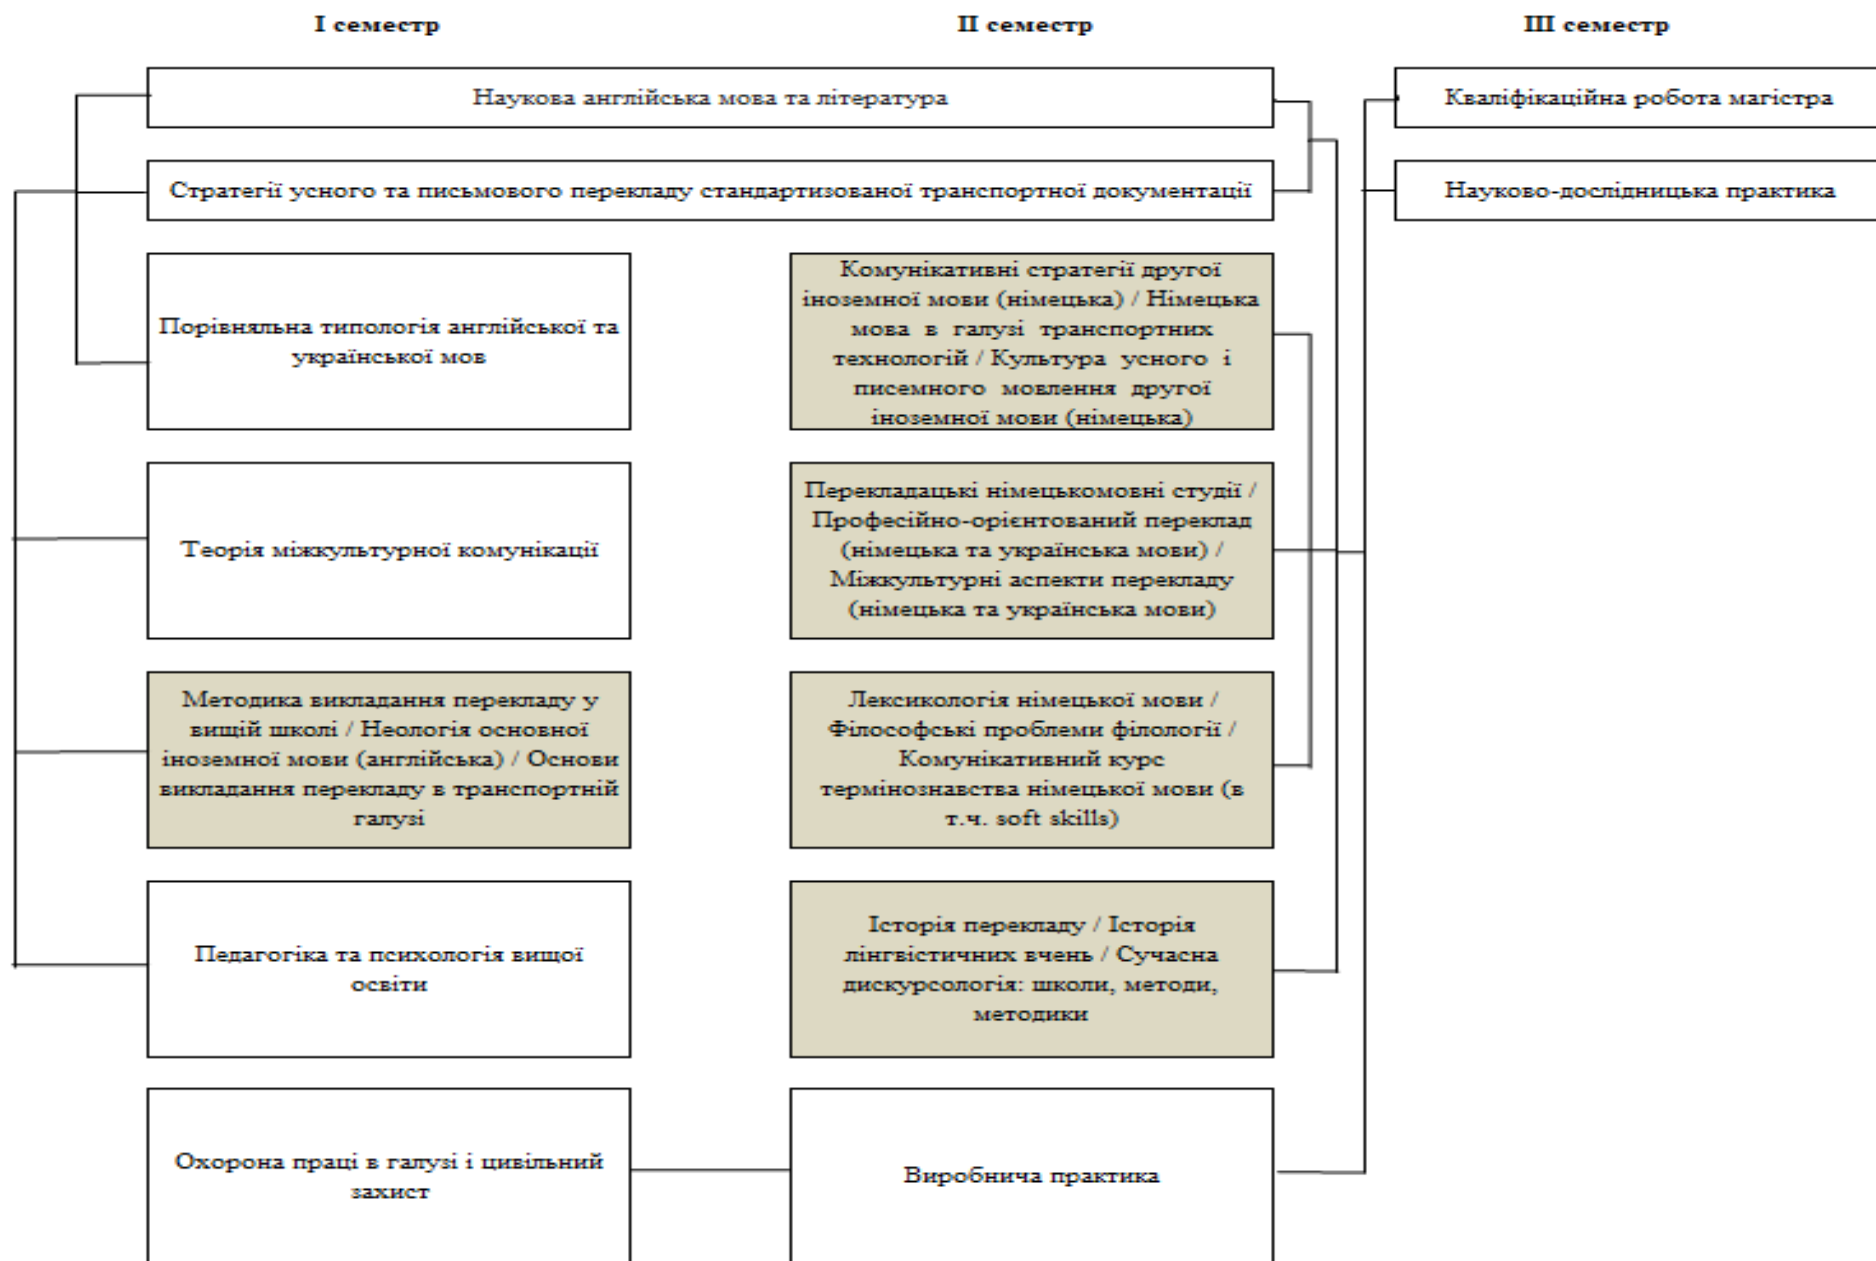 І семестр
ІІ семестр
ІІІ семестр
Наукова англійська мова та література
Кваліфікаційна робота магістра
Стратегії усного та письмового перекладу стандартизованої транспортної документації
Науково-дослідницька практика
Порівняльна типологія англійської та
української мов
Комунікативні стратегії другої
іноземної мови (німецька) / Німецька
мова в галузі транспортних
технологій / Культура усного і
писемного мовлення другої
іноземної мови (німецька)
Теорія міжкультурної комунікації
Перекладацькі німецькомовні студії /
Професійно-орієнтований переклад
(німецька та українська мови) /
Міжкультурні аспекти перекладу
(німецька та українська мови)
Методика викладання перекладу у
вищій школі / Неологія основної
іноземної мови (англійська) / Основи
викладання перекладу в транспортній
галузі
Лексикологія німецької мови /
Філософські проблеми філології /
Комунікативний курс
термінознавства німецької мови (в
т.ч. soft skills)
Педагогіка та психологія вищої
освіти
Історія перекладу / Історія
лінгвістичних вчень / Сучасна
дискурсологія: школи, методи,
методики
Охорона праці в галузі і цивільний
захист
Виробнича практика